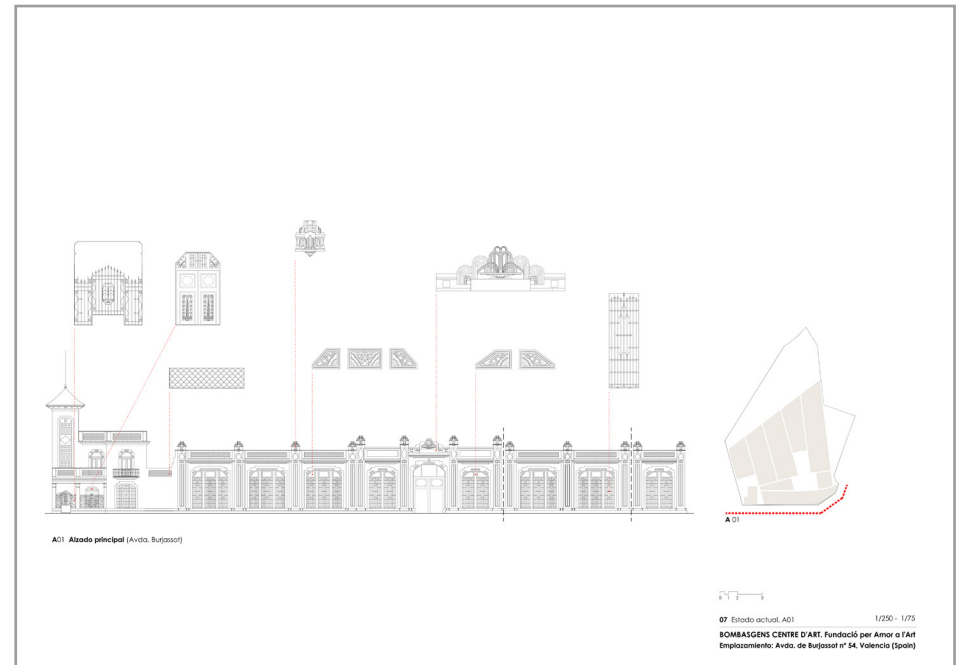 A 01
A01 Alzado principal (Avda. Burjassot)
0 1 2 5
07 Estado actual. A01 1/250 - 1/75
BOMBASGENS CENTRE D'ART. Fundació per Amor a l'Art
Emplazamiento: Avda. de Burjassot nº 54, Valencia (Spain)